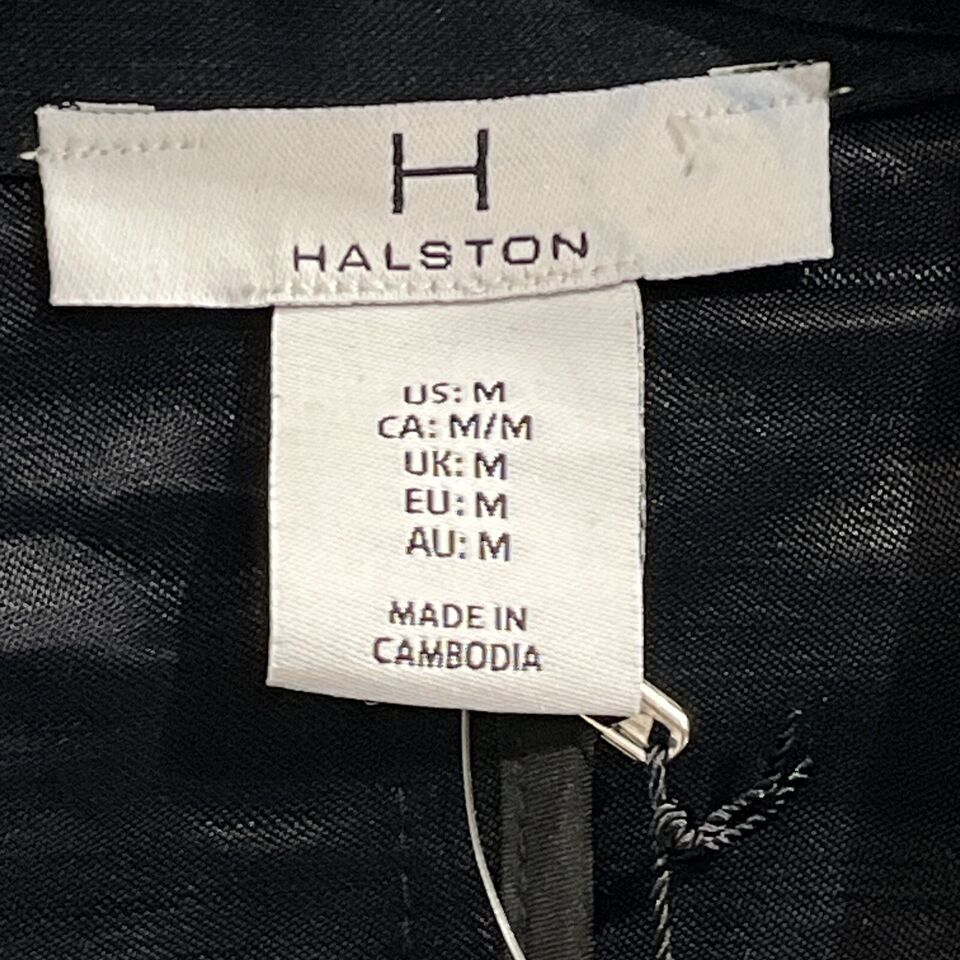 H
HALSTON
US: M
CA: M/M
UK: M
EU: M
AU: M
MADE IN
CAMBODIA